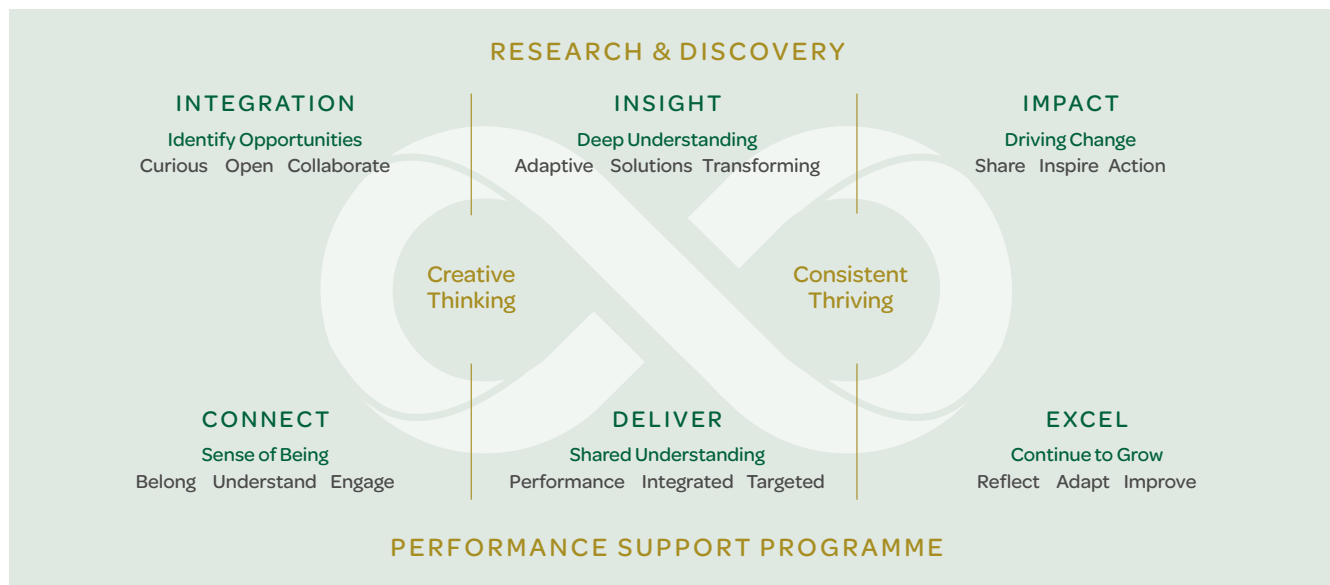 RESEARCH & DISCOVERY
INTEGRATION
Identify Opportunities
Curious Open Collaborate
INSIGHT
Deep Understanding
Adaptive Solutions Transforming
IMPACT
Driving Change
Share Inspire Action
Creative
Thinking
Consistent
Thriving
CONNECT
Sense of Being
Belong Understand Engage
DELIVER
Shared Understanding
Performance Integrated Targeted
EXCEL
Continue to Grow
Reflect Adapt Improve
PERFORMANCE SUPPORT PROGRAMME